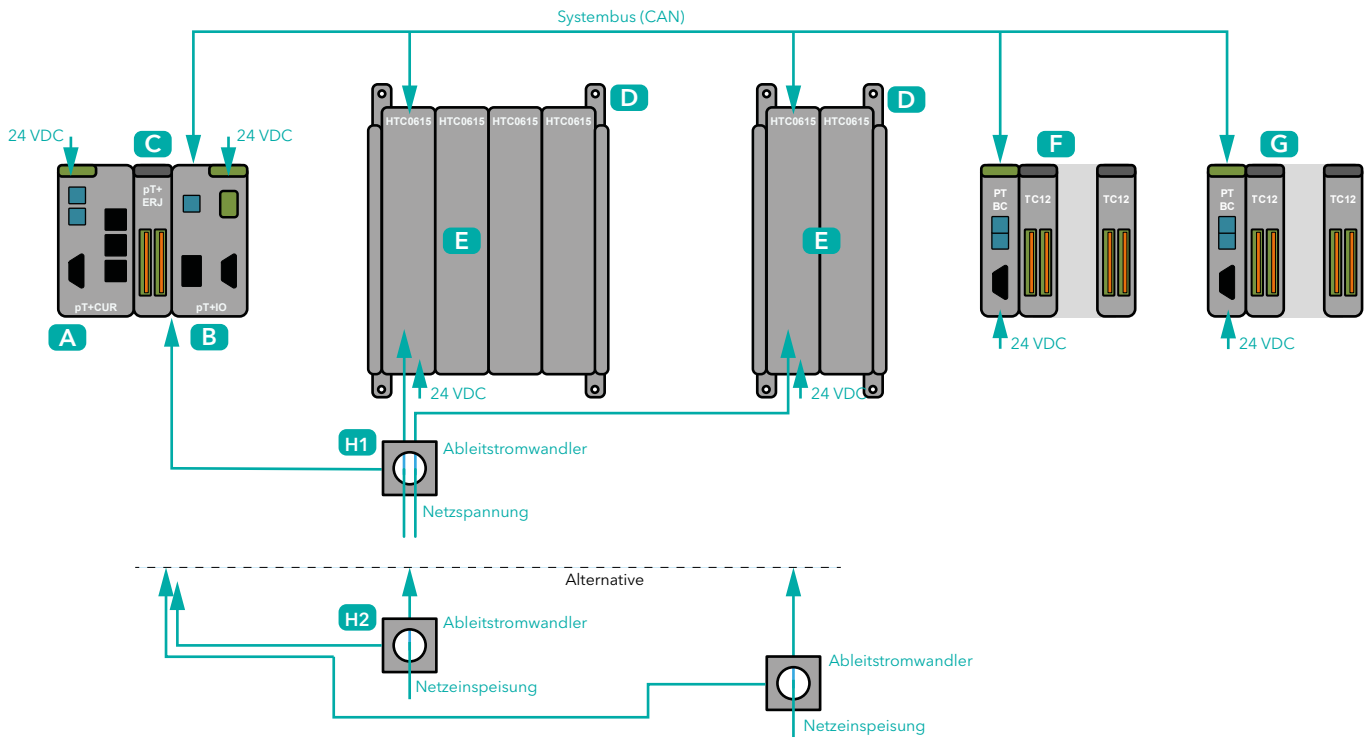 Systembus (CAN)
D
D
HTC0615 HTC0615 HTC0615 HTC0615
HTC0615 HTC0615
24 VDC
C
24 VDC
F
G
pT+
ERJ
PT
BC
TC12
TC12
PT
BC
TC12
TC12
E
E
pT+CUR
pT+IO
A
B
24 VDC
24 VDC
24 VDC
24 VDC
H1
Ableitstromwandler
Netzspannung
Alternative
H2
Ableitstromwandler
Ableitstromwandler
Netzeinspeisung
Netzeinspeisung